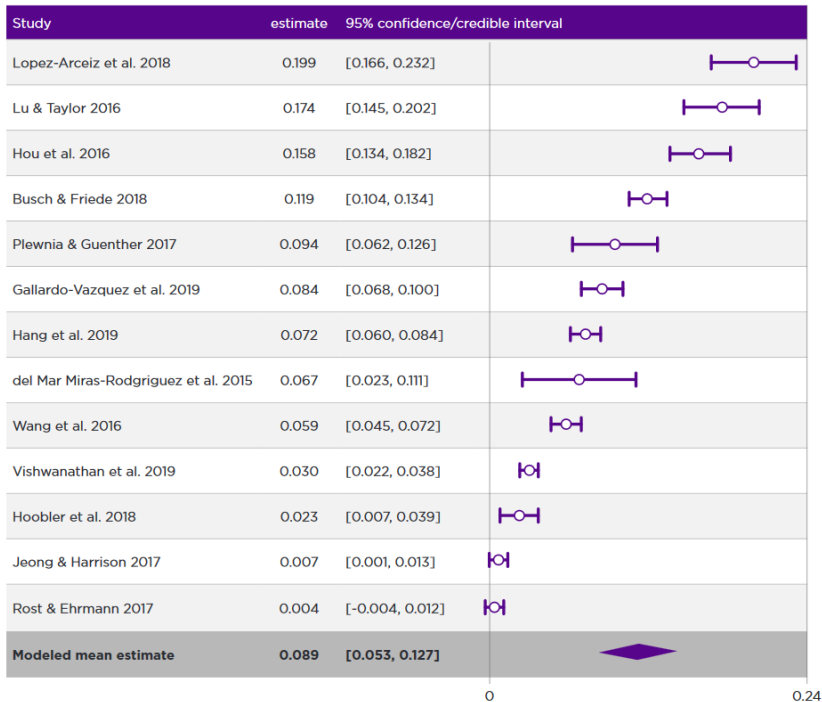 Study estimate 95% confidence/credible interval
Lopez-Arceiz et al. 2018 0.199 [0.166, 0.232]
Lu & Taylor 2016 0.174 [0.145, 0.202]
Hou et al. 2016 0.158 [0.134, 0.182]
Busch & Friede 2018 0.119 [0.104, 0.134]
Plewnia & Guenther 2017 0.094 [0.062, 0.126]
Gallardo-Vazquez et al. 2019 0.084 [0.068, 0.100]
Hang et al. 2019 0.072 [0.060, 0.084]
del Mar Miras-Rodgriguez et al. 2015 0.067 [0.023, 0.111]
Wang et al. 2016 0.059 [0.045, 0.072]
Vishwanathan et al. 2019 0.030 [0.022, 0.038]
Hoobler et al. 2018 0.023 [0.007, 0.039]
Jeong & Harrison 2017 0.007 [0.001, 0.013]
Rost & Ehrmann 2017 0.004 [-0.004, 0.012]
Modeled mean estimate 0.089 [0.053, 0.127]
0 0.24